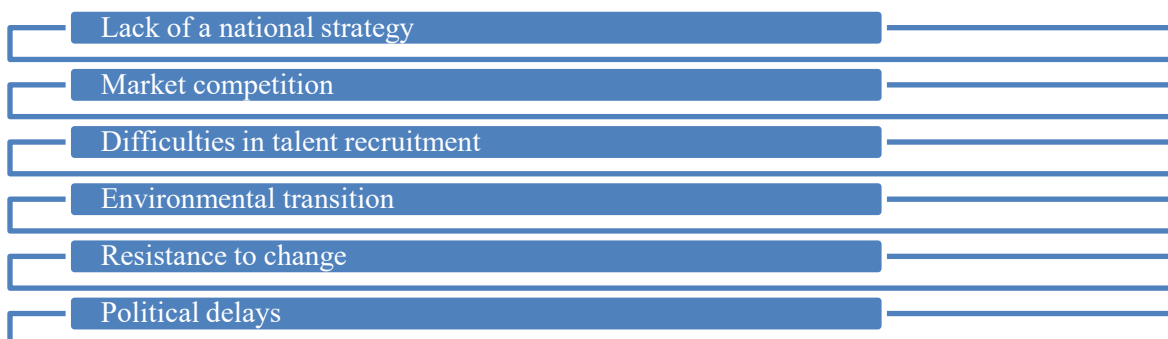 Lack of a national strategy
Market competition
Difficulties in talent recruitment
Environmental transition
Resistance to change
Political delays